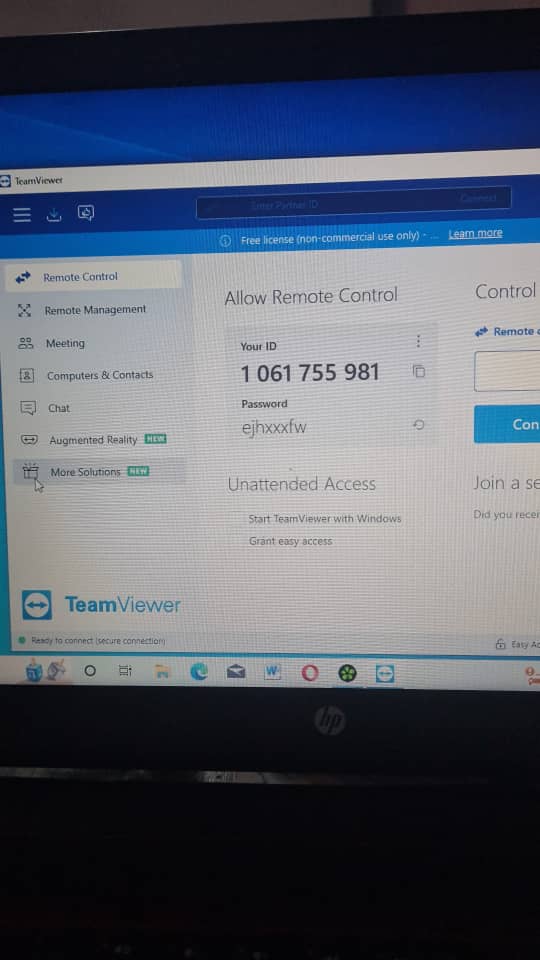 TeamViewer
Enter Partner ID
Connect
Free license (non-commercial use only) - ...
Learn more
Remote Control
Remote Management
Meeting
Computers & Contacts
Chat
Augmented Reality NEW
More Solutions NEW
Allow Remote Control
Your ID
1 061 755 981
Password
ejhxxxfw
Unattended Access
Start TeamViewer with Windows
Grant easy access
Control
Remote
Con
Join a se
Did you recei
TeamViewer
Ready to connect (secure connection)
Easy Ac
W
hp